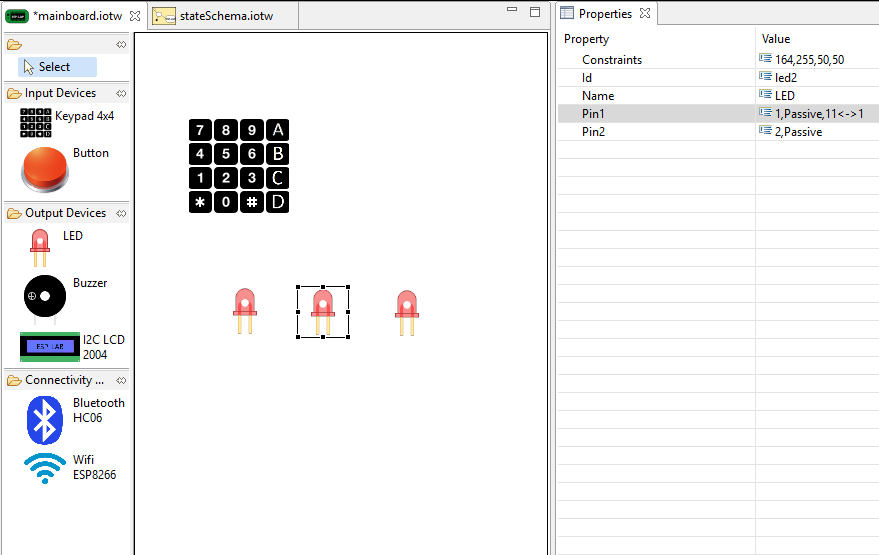 *mainboard.iotw
stateSchema.iotw
Select
Input Devices
Keypad 4x4
Button
Output Devices
LED
Buzzer
ESP LAB
I2C LCD
2004
Connectivity ...
Bluetooth
HC06
Wifi
ESP8266
7 8 9 A
4 5 6 B
1 2 3 C
* 0 # D
Properties
Property Value
Constraints 164,255,50,50
Id led2
Name LED
Pin1 1,Passive,11<->1
Pin2 2,Passive